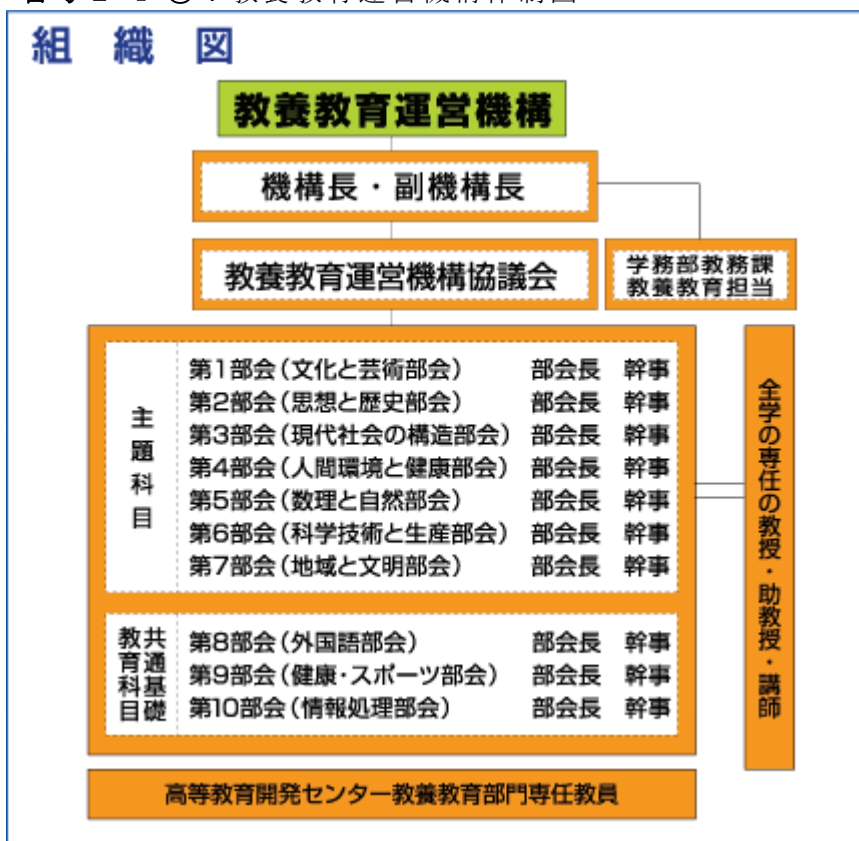 組織図
教養教育運営機構
機構長・副機構長
教養教育運営機構協議会
学務部教務課
教養教育担当
主題科目
第1部会(文化と芸術部会) 部会長 幹事
第2部会(思想と歴史部会) 部会長 幹事
第3部会(現代社会の構造部会) 部会長 幹事
第4部会(人間環境と健康部会) 部会長 幹事
第5部会(数理と自然部会) 部会長 幹事
第6部会(科学技術と生産部会) 部会長 幹事
第7部会(地域と文明部会) 部会長 幹事
共通基礎
教育科目
第8部会(外国語部会) 部会長 幹事
第9部会(健康・スポーツ部会) 部会長 幹事
第10部会(情報処理部会) 部会長 幹事
全学の専任の教授・助教授・講師
高等教育開発センター教養教育部門専任教員